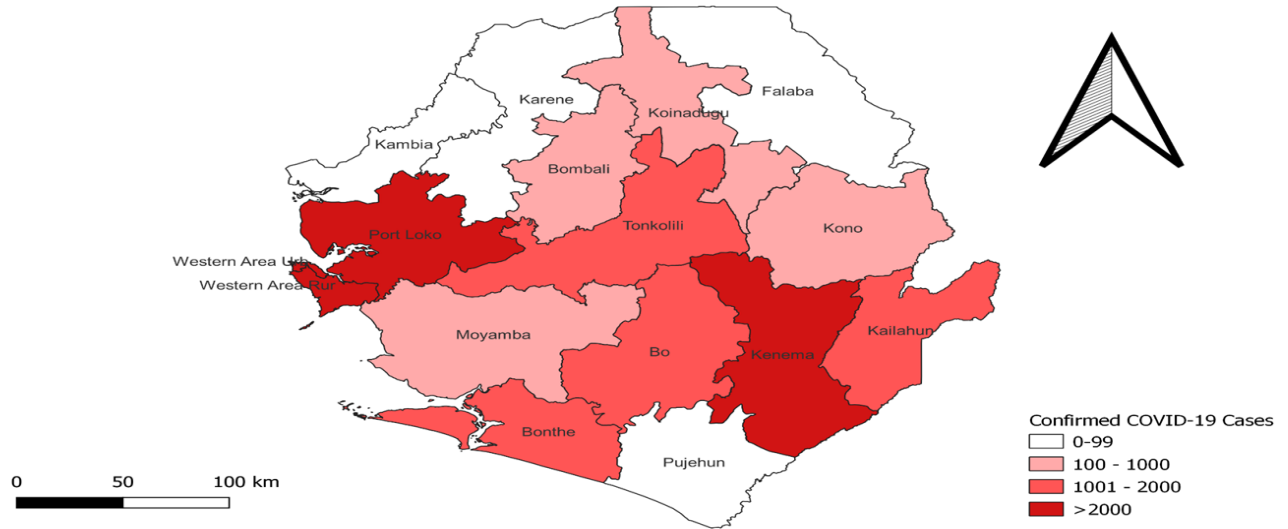 Falaba
Karene
Koinadugu
Kambia
Bombali
Tonkolili
Kono
Port Loko
Western Area Urb
Western Area Rur
Moyamba
Kailahun
Bo
Kenema
Bonthe
Pujehun
Confirmed COVID-19 Cases
0-99
100 - 1000
1001 - 2000
>2000
0 50 100 km